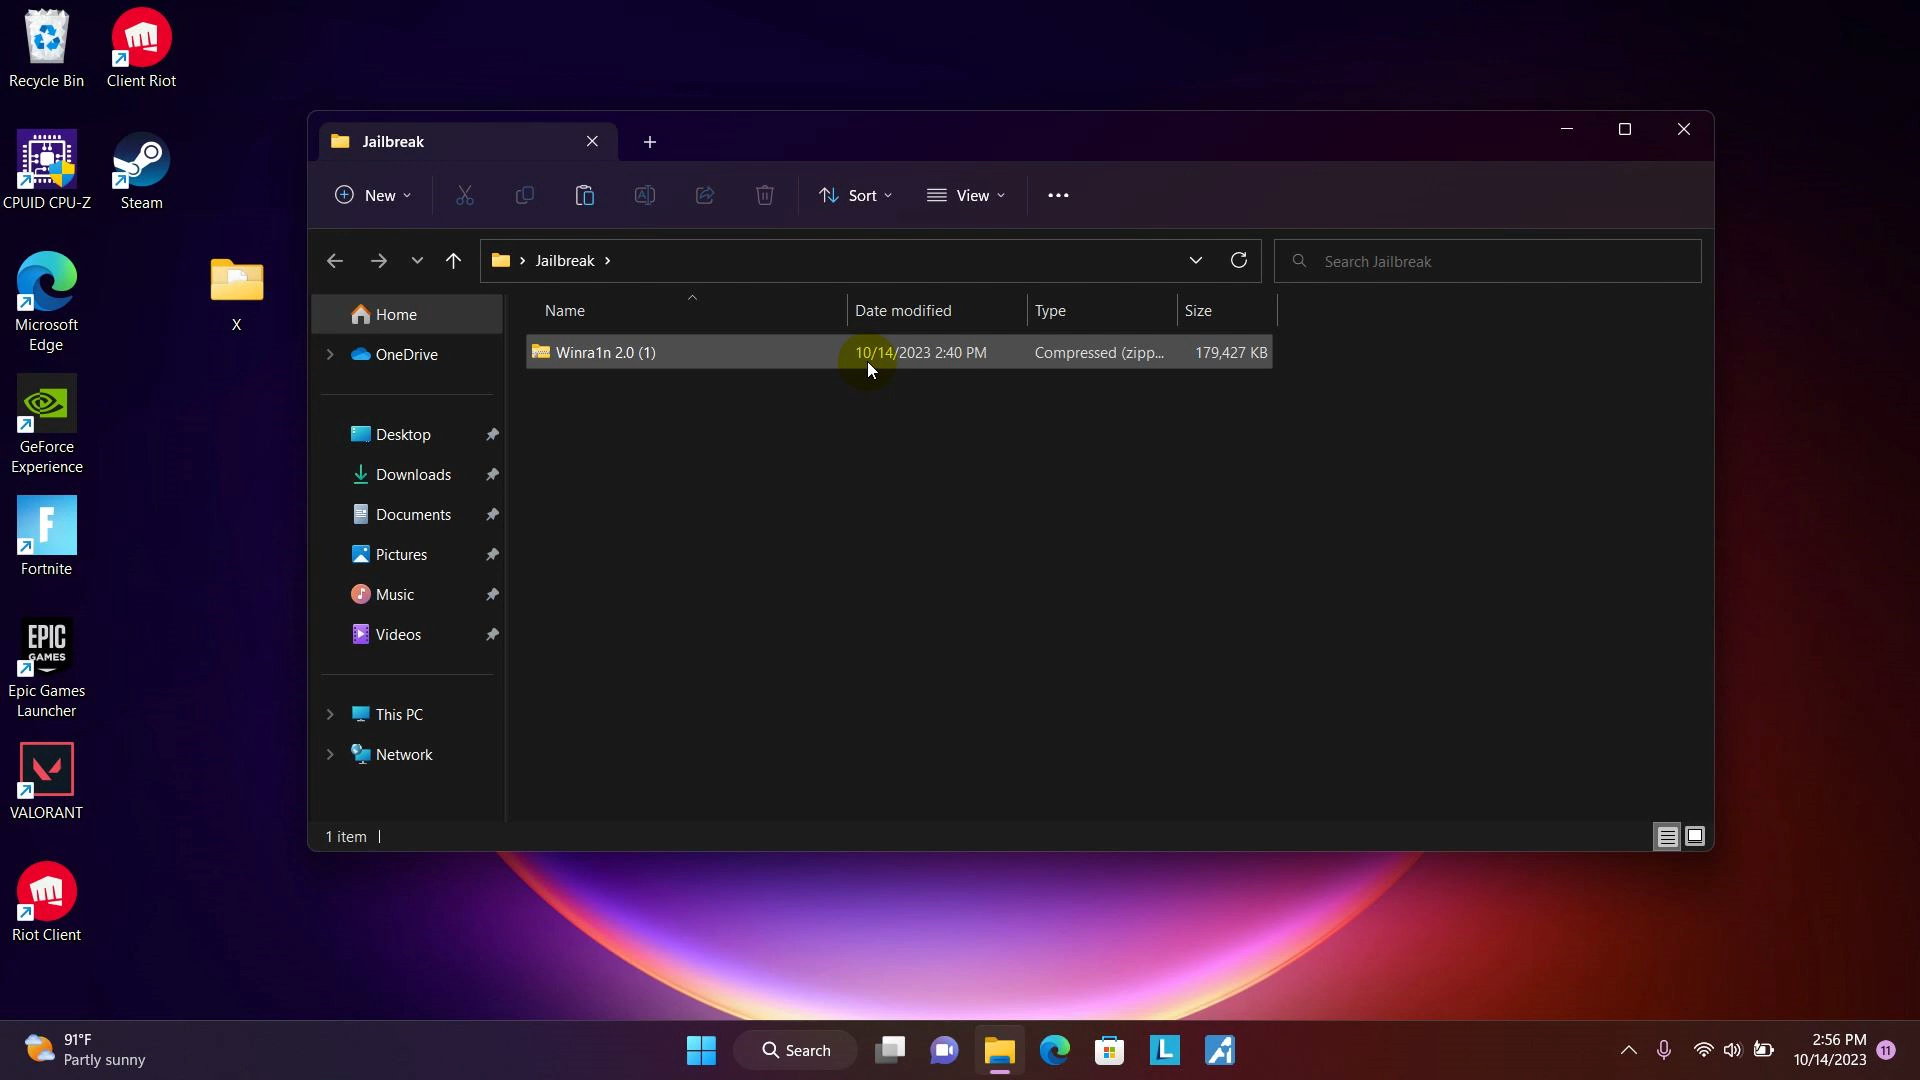 Recycle Bin
Client Riot
CPUID CPU-Z
Steam
Microsoft
Edge
X
GeForce
Experience
Fortnite
EPIC
GAMES
Epic Games
Launcher
VALORANT
Riot Client
Jailbreak
New
Sort
View
Jailbreak
Search Jailbreak
Home
OneDrive
Desktop
Downloads
Documents
Pictures
Music
Videos
This PC
Network
Name Date modified Type Size
Winra1n 2.0 (1) 10/14/2023 2:40 PM Compressed (zipp... 179,427 KB
1 item
91°F
Partly sunny
Search
2:56 PM
10/14/2023
11